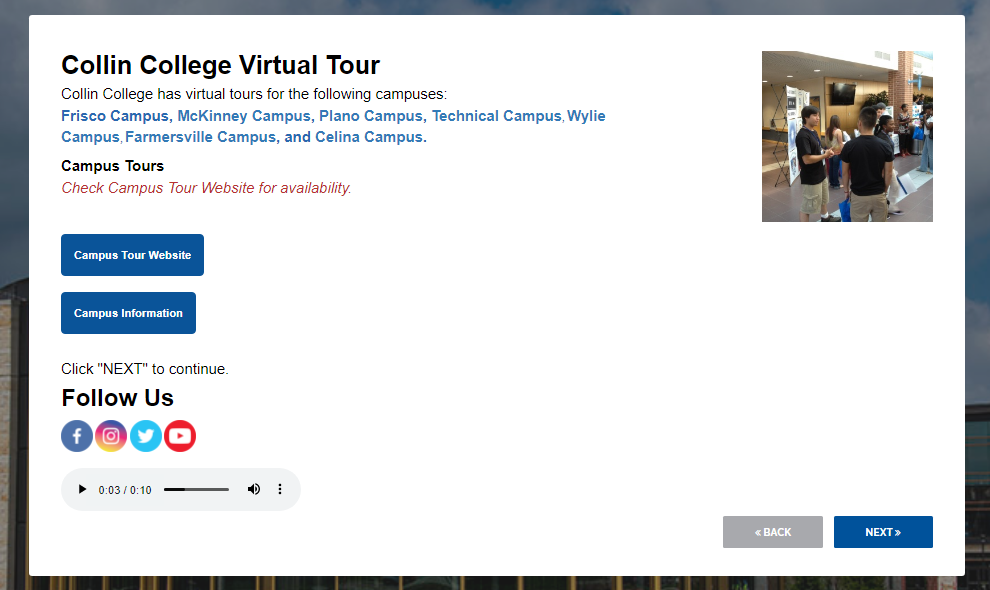 Collin College Virtual Tour
Collin College has virtual tours for the following campuses:
Frisco Campus, McKinney Campus, Plano Campus, Technical Campus, Wylie
Campus, Farmersville Campus, and Celina Campus.
Campus Tours
Check Campus Tour Website for availability.
Campus Tour Website
Campus Information
Click "NEXT" to continue.
Follow Us
0:03 / 0:10
« BACK
NEXT »